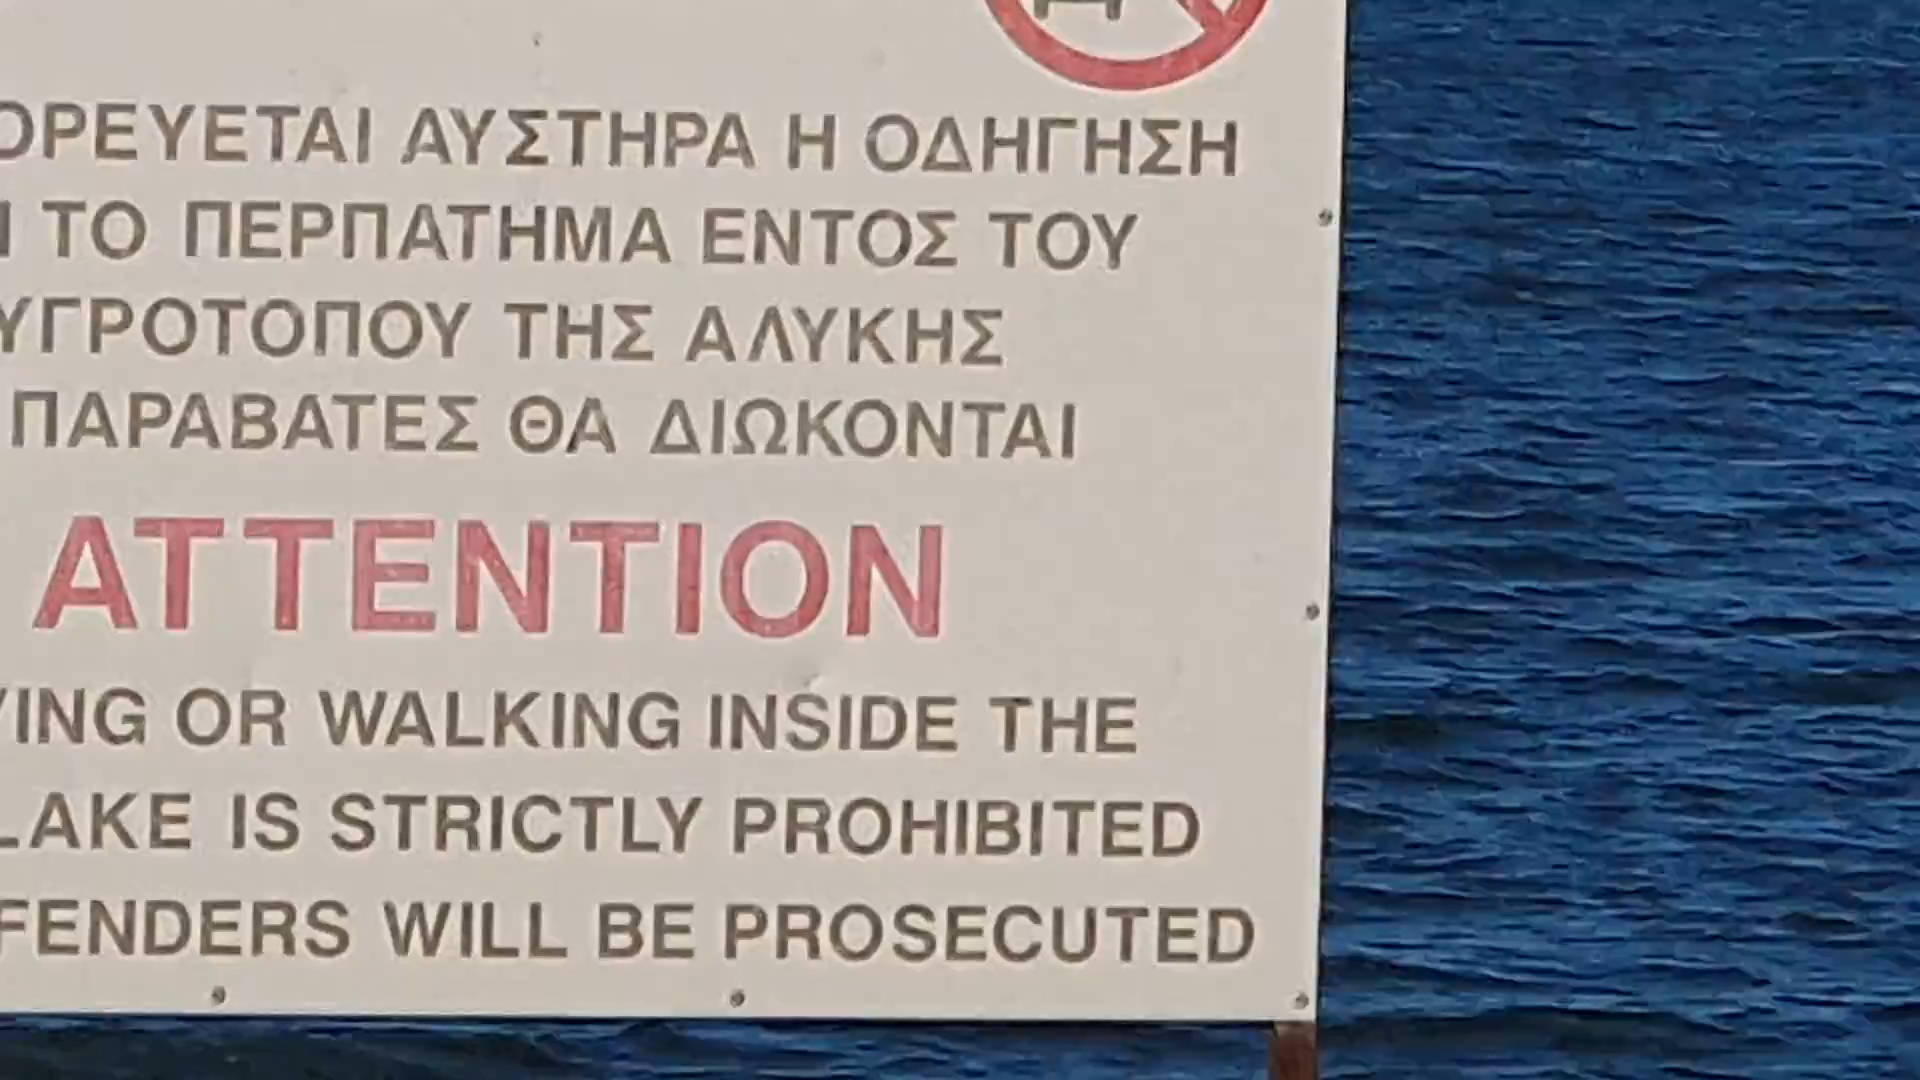 ΟΡΕΥΕΤΑΙ ΑΥΣΤΗΡΑ Η ΟΔΗΓΗΣΗ
Ι ΤΟ ΠΕΡΠΑΤΗΜΑ ΕΝΤΟΣ ΤΟΥ
ΥΓΡΟΤΟΠΟΥ ΤΗΣ ΑΛΥΚΗΣ
ΠΑΡΑΒΑΤΕΣ ΘΑ ΔΙΩΚΟΝΤΑΙ
ATTENTION
VING OR WALKING INSIDE THE
LAKE IS STRICTLY PROHIBITED
FENDERS WILL BE PROSECUTED